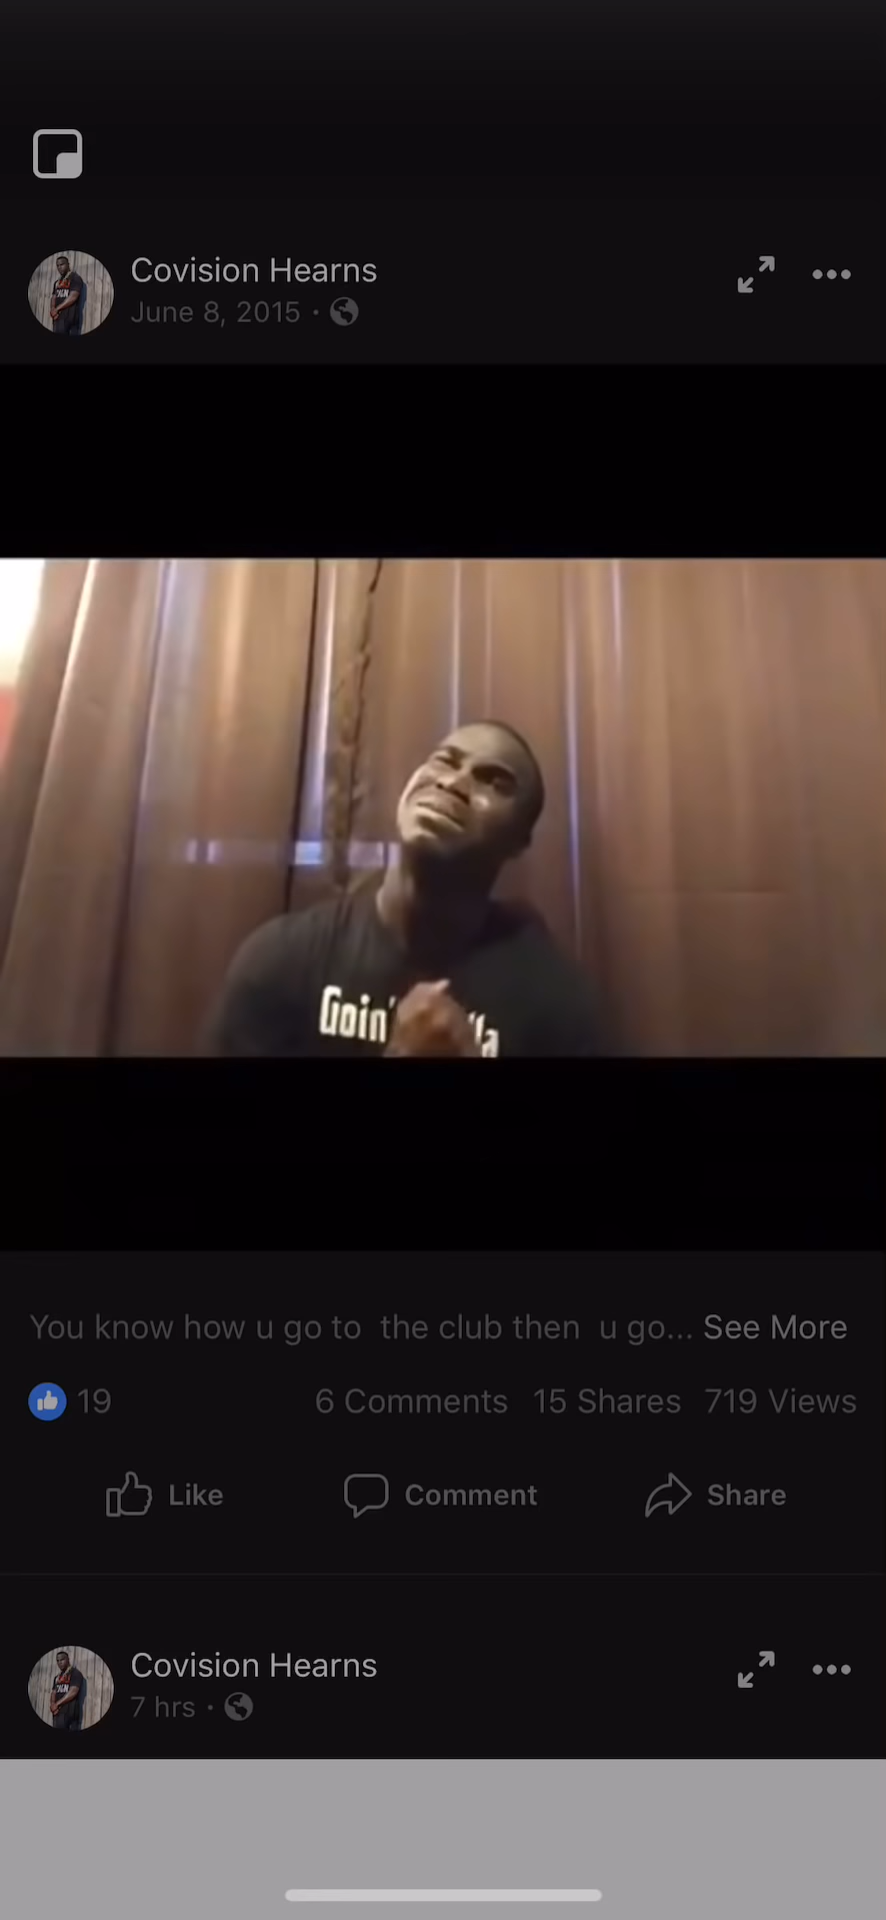 Covision Hearns
June 8, 2015 ·
Goin'
You know how u go to the club then u go... See More
19 6 Comments 15 Shares 719 Views
Like Comment Share
Covision Hearns
7 hrs ·